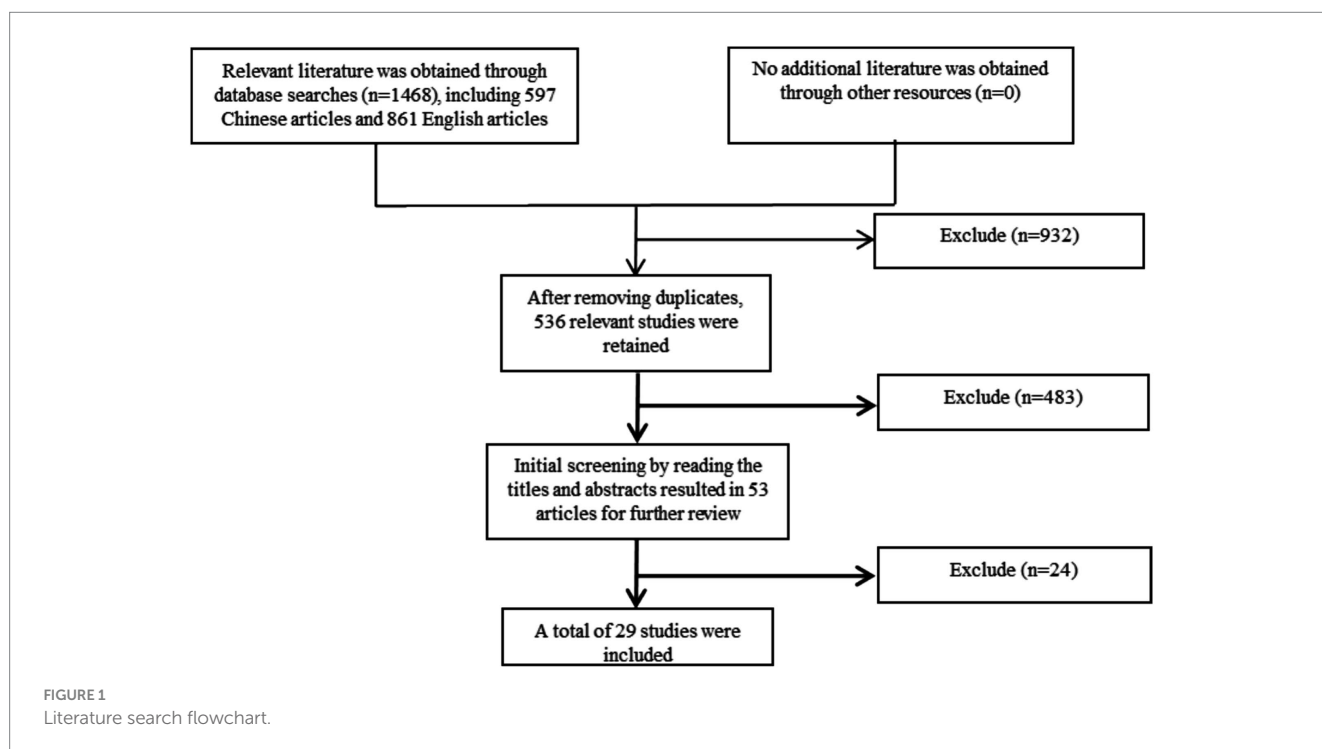 Relevant literature was obtained through
database searches (n=1468), including 597
Chinese articles and 861 English articles
No additional literature was obtained
through other resources (n=0)
Exclude (n=932)
After removing duplicates,
536 relevant studies were
retained
Exclude (n=483)
Initial screening by reading the
titles and abstracts resulted in 53
articles for further review
Exclude (n=24)
A total of 29 studies were
included
FIGURE 1
Literature search flowchart.